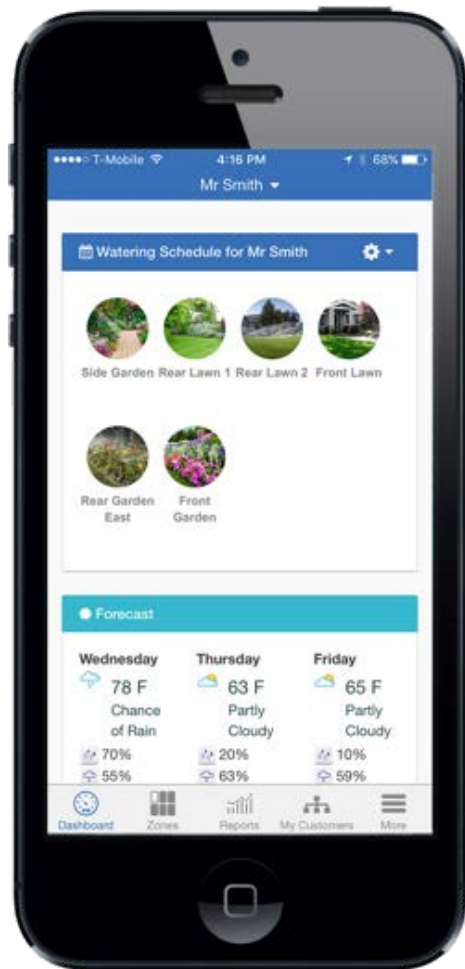 T-Mobile 4:16 PM 68%
Mr Smith
Watering Schedule for Mr Smith
Side Garden Rear Lawn 1 Rear Lawn 2 Front Lawn
Rear Garden East Front Garden
Forecast
Wednesday Thursday Friday
78 F 63 F 65 F
Chance of Rain Partly Cloudy Partly Cloudy
70% 20% 10%
55% 63% 59%
Dashboard Zones Reports My Customers More